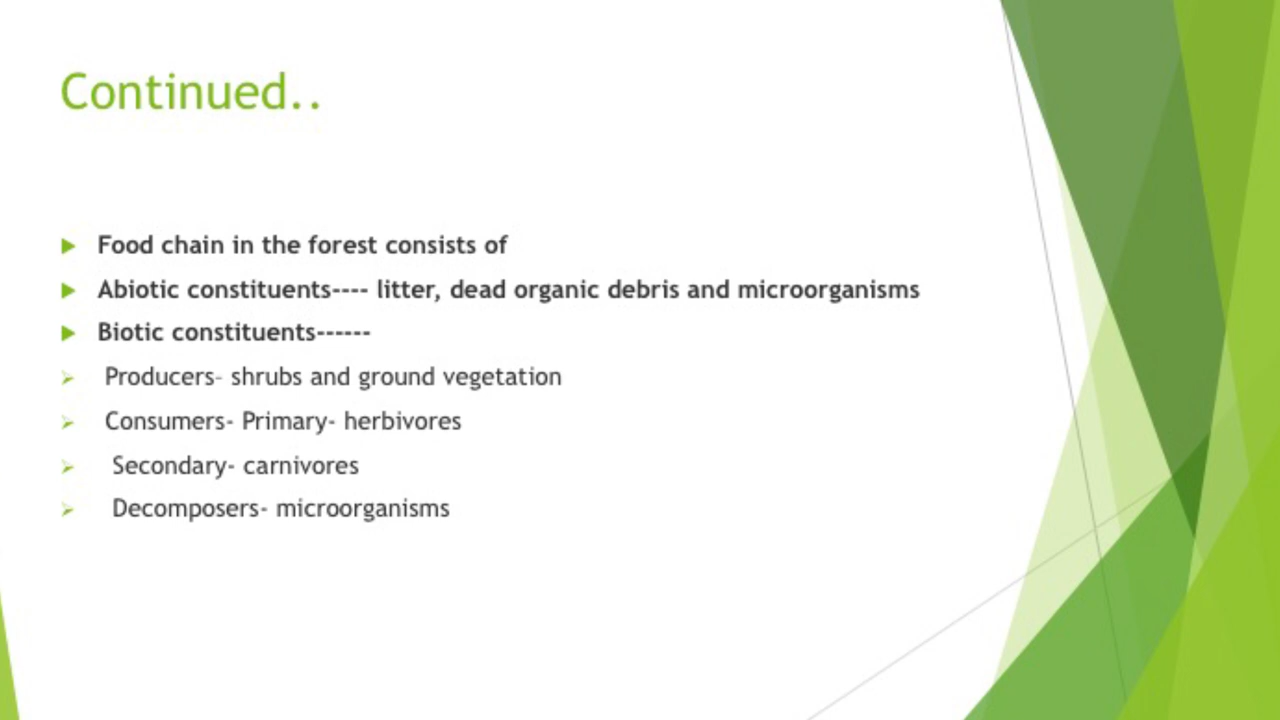 Continued..
Food chain in the forest consists of
Abiotic constituents---- litter, dead organic debris and microorganisms
Biotic constituents------
Producers- shrubs and ground vegetation
Consumers- Primary- herbivores
Secondary- carnivores
Decomposers- microorganisms